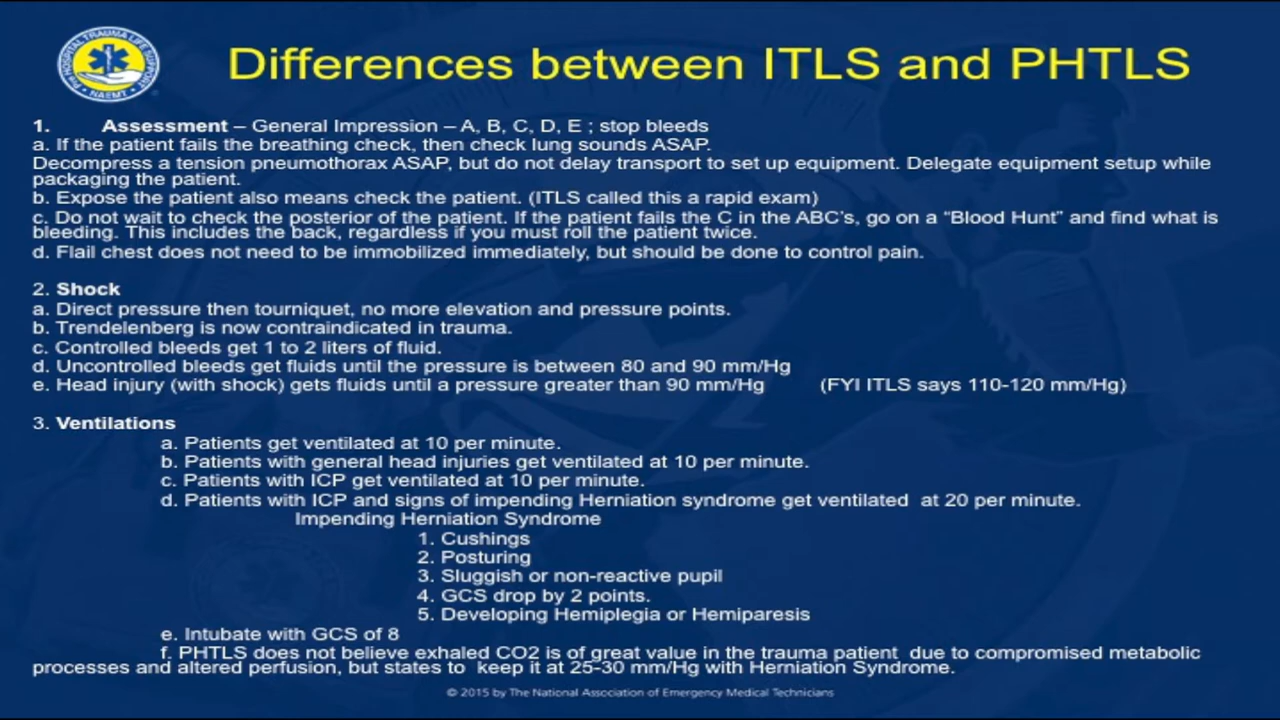 PRE HOSPITAL TRAUMA LIFE SUPPORT
NAEMT
Differences between ITLS and PHTLS
1. Assessment – General Impression – A, B, C, D, E ; stop bleeds
a. If the patient fails the breathing check, then check lung sounds ASAP.
Decompress a tension pneumothorax ASAP, but do not delay transport to set up equipment. Delegate equipment setup while
packaging the patient.
b. Expose the patient also means check the patient. (ITLS called this a rapid exam)
c. Do not wait to check the posterior of the patient. If the patient fails the C in the ABC's, go on a “Blood Hunt” and find what is
bleeding. This includes the back, regardless if you must roll the patient twice.
d. Flail chest does not need to be immobilized immediately, but should be done to control pain.
2. Shock
a. Direct pressure then tourniquet, no more elevation and pressure points.
b. Trendelenberg is now contraindicated in trauma.
c. Controlled bleeds get 1 to 2 liters of fluid.
d. Uncontrolled bleeds get fluids until the pressure is between 80 and 90 mm/Hg
e. Head injury (with shock) gets fluids until a pressure greater than 90 mm/Hg (FYI ITLS says 110-120 mm/Hg)
3. Ventilations
a. Patients get ventilated at 10 per minute.
b. Patients with general head injuries get ventilated at 10 per minute.
c. Patients with ICP get ventilated at 10 per minute.
d. Patients with ICP and signs of impending Herniation syndrome get ventilated at 20 per minute.
Impending Herniation Syndrome
1. Cushings
2. Posturing
3. Sluggish or non-reactive pupil
4. GCS drop by 2 points.
5. Developing Hemiplegia or Hemiparesis
e. Intubate with GCS of 8
f. PHTLS does not believe exhaled CO2 is of great value in the trauma patient due to compromised metabolic
processes and altered perfusion, but states to keep it at 25-30 mm/Hg with Herniation Syndrome.
© 2015 by The National Association of Emergency Medical Technicians